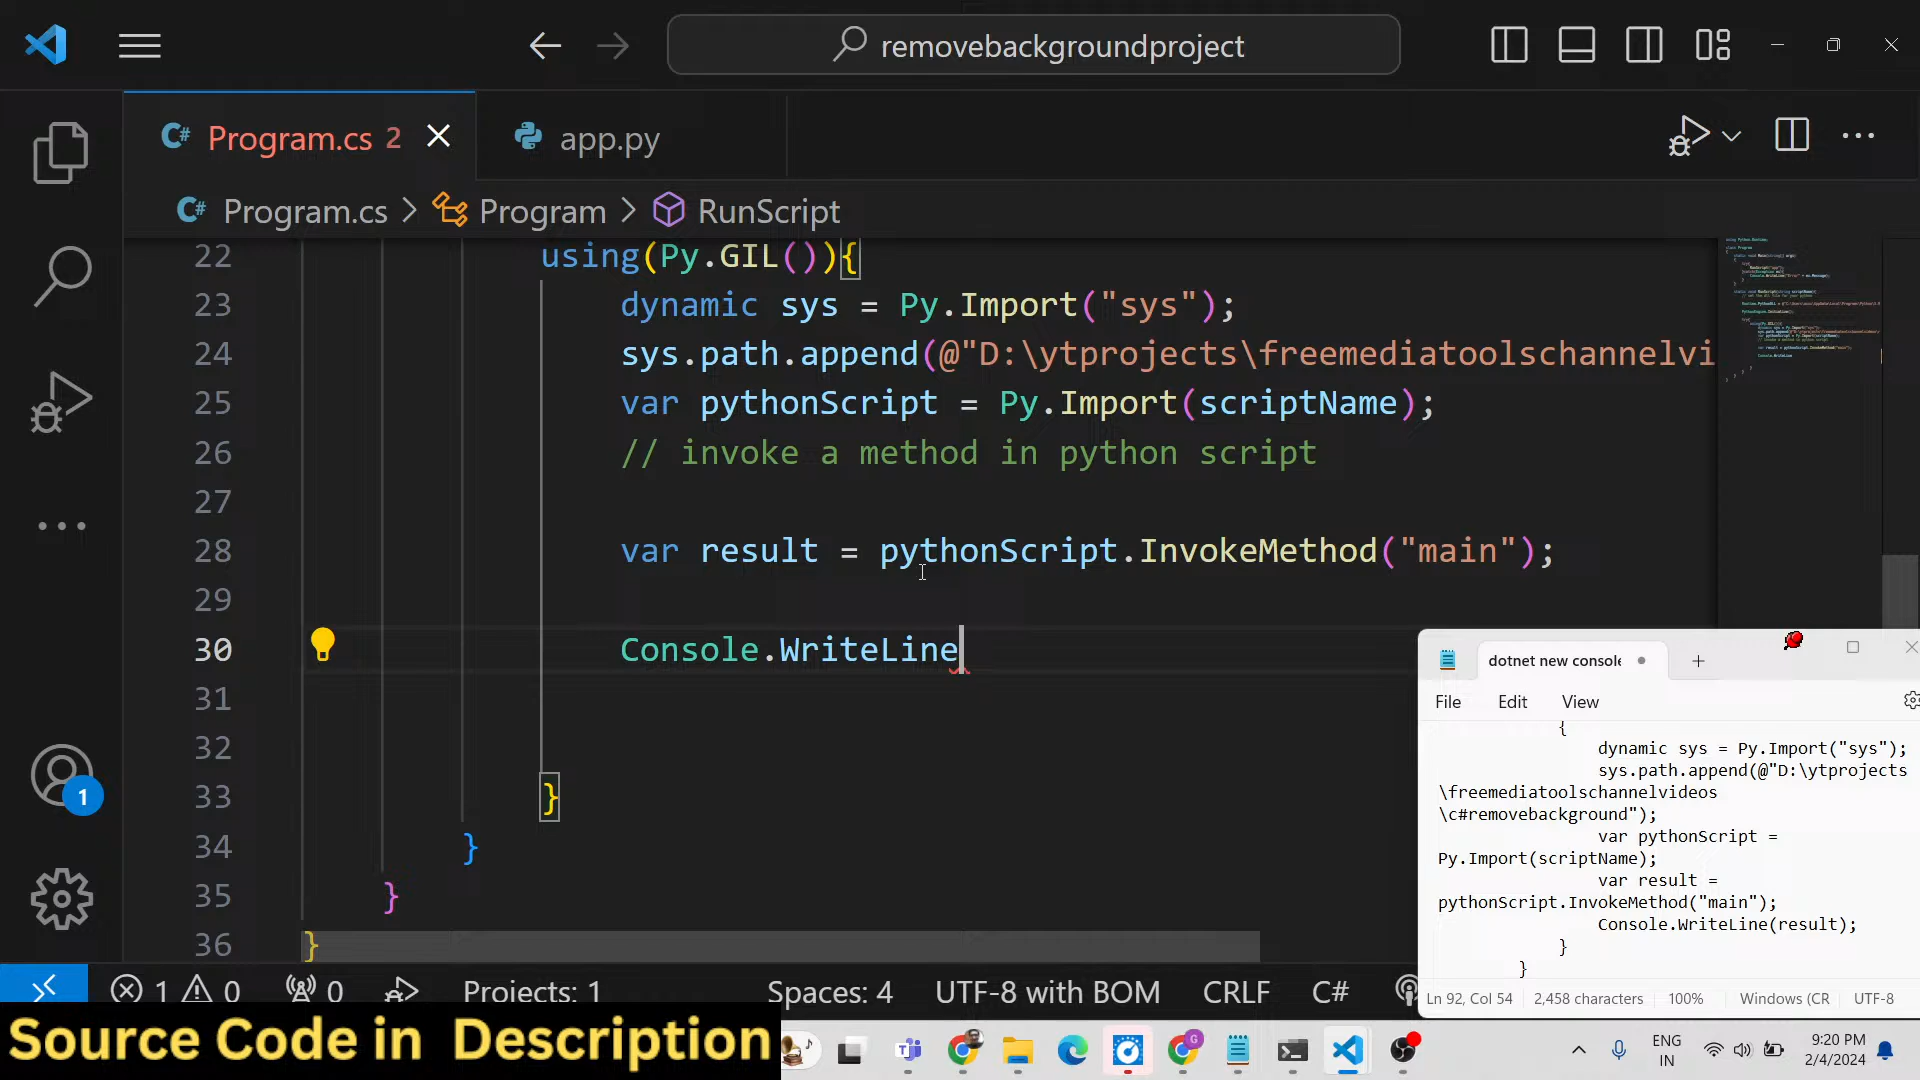 removebackgroundproject
Program.cs 2
app.py
Program.cs > Program > RunScript
22 using(Py.GIL()){
23 dynamic sys = Py.Import("sys");
24 sys.path.append(@"D:\ytprojects\freemediatoolschannelvi
25 var pythonScript = Py.Import(scriptName);
26 // invoke a method in python script
27
28 var result = pythonScript.InvokeMethod("main");
29
30 Console.WriteLine
31
32
33 }
34 }
35 }
36 }
dotnet new console
File Edit View
{
dynamic sys = Py.Import("sys");
sys.path.append(@"D:\ytprojects
\freemediatoolschannelvideos
\c#removebackground");
var pythonScript =
Py.Import(scriptName);
var result =
pythonScript.InvokeMethod("main");
Console.WriteLine(result);
}
}
Ln 92, Col 54 2,458 characters 100% Windows (CR UTF-8
1
1 0 0 Projects: 1 Spaces: 4 UTF-8 with BOM CRLF C#
Source Code in Description
ENG
IN
9:20 PM
2/4/2024